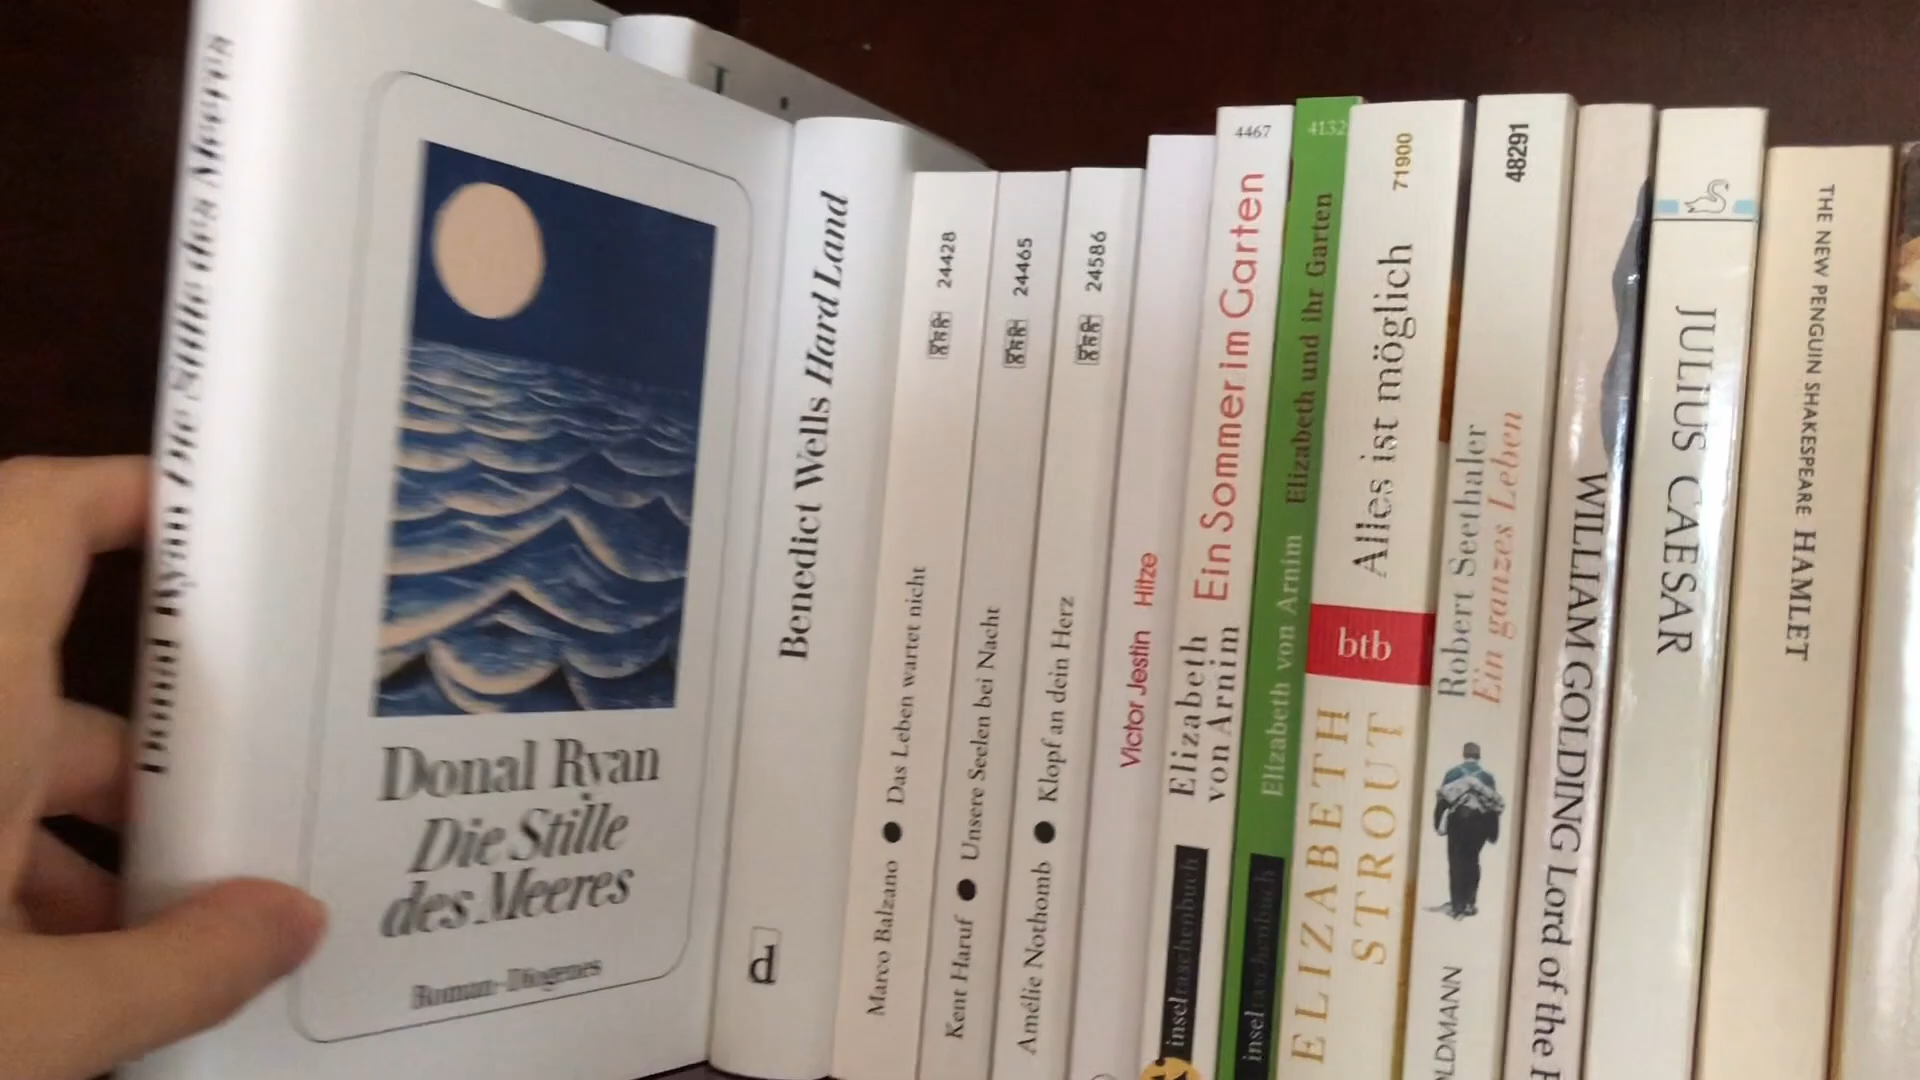 Donal Ryan Die Stille des Meeres
Donal Ryan
Die Stille
des Meeres
Roman · Diogenes
Benedict Wells Hard Land
d
24428
Marco Balzano ● Das Leben wartet nicht
24465
Kent Haruf ● Unsere Seelen bei Nacht
24586
Amélie Nothomb ● Klopf an dein Herz
Victor Jestin Hitze
4467
Elizabeth
von Arnim
Ein Sommer im Garten
insel taschenbuch
4132
Elizabeth von Arnim Elizabeth und ihr Garten
insel taschenbuch
71900
Alles ist möglich
btb
ELIZABETH
STROUT
48291
Robert Seethaler
Ein ganzes Leben
LDMANN
WILLIAM GOLDING Lord of the F
JULIUS CAESAR
THE NEW PENGUIN SHAKESPEARE HAMLET